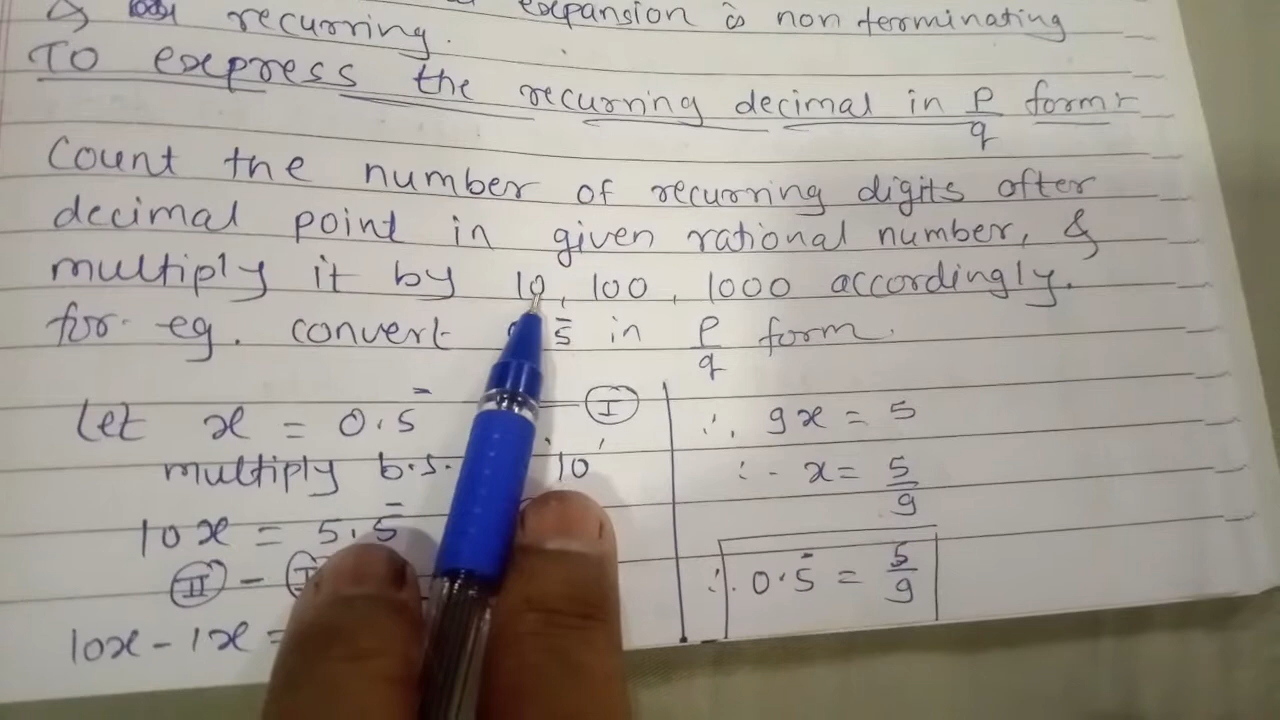 expansion is non terminating
recurring.
To express the recurring decimal in p/q form:-
Count the number of recurring digits after
decimal point in given rational number, &
multiply it by 10, 100, 1000 accordingly.
for eg. convert 5̅ in p/q form.
Let x = 0.5̅ — (I)
multiply b.s. 10
10x = 5.5̅
(II) - (I)
10x - 1x =
∴ 9x = 5
∴ x = 5/9
∴ 0.5̅ = 5/9